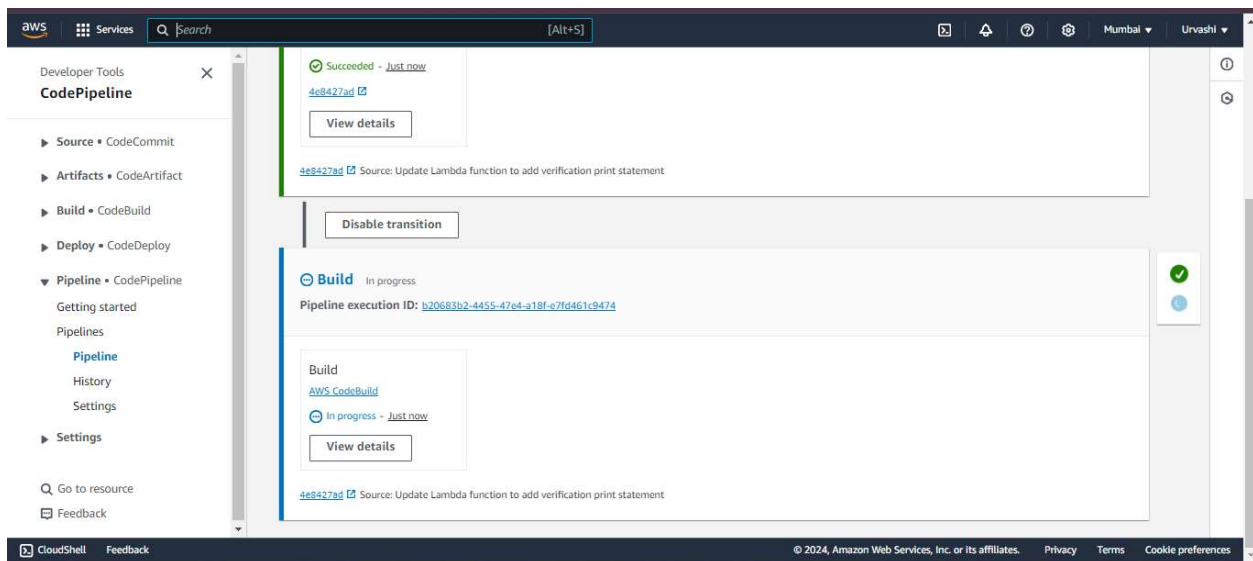 aws Services Search [Alt+S] Mumbai Urvashi
Developer Tools
CodePipeline
Source • CodeCommit
Artifacts • CodeArtifact
Build • CodeBuild
Deploy • CodeDeploy
Pipeline • CodePipeline
Getting started
Pipelines
Pipeline
History
Settings
Settings
Go to resource
Feedback
Succeeded - Just now
4e8427ad
View details
4e8427ad Source: Update Lambda function to add verification print statement
Disable transition
Build In progress
Pipeline execution ID: b20683b2-4455-47e4-a18f-e7fd461c9474
Build
AWS CodeBuild
In progress - Just now
View details
4e8427ad Source: Update Lambda function to add verification print statement
CloudShell Feedback © 2024, Amazon Web Services, Inc. or its affiliates. Privacy Terms Cookie preferences